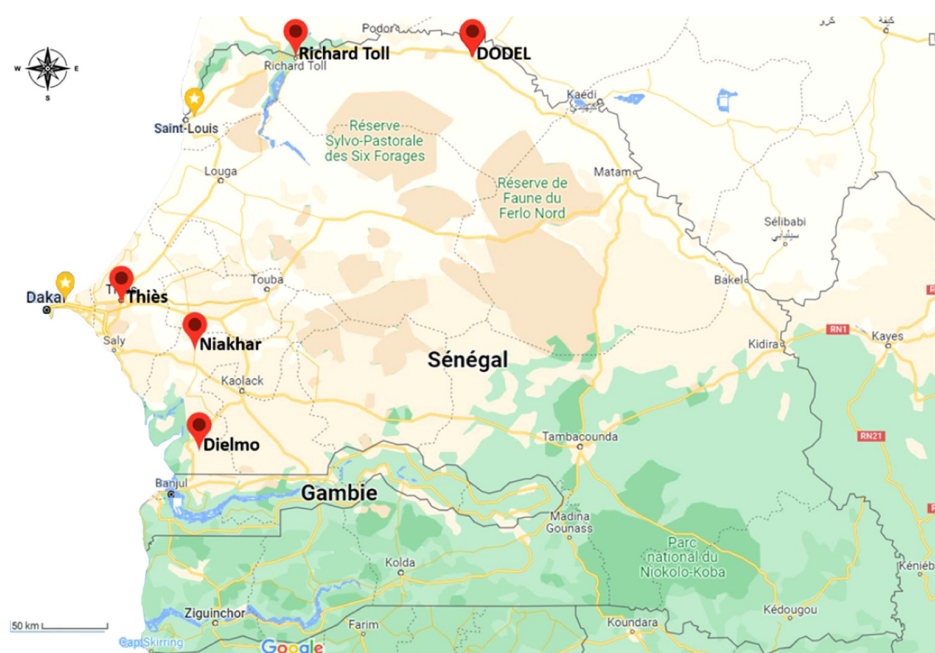 Podor
Richard Toll
DODEL
Richard Toll
كيفة
Kaédi
N
W E
S
Saint-Louis
Réserve
Sylvo-Pastorale
des Six Forages
Louga
Matam
Réserve de
Faune du
Ferlo Nord
Sélibabi
Touba
Bakel
Dakar
Thiès
Niakhar
Saly
Sénégal
RN1
Kidira
Kayes
Kaolack
Dielmo
Tambacounda
RN21
Banjul
Gambie
Madina
Gounass
Parc
national du
Niokolo-Koba
Kolda
Ziguinchor
Kédougou
50 km
Farim
Koundara
Cap Skirring
Google